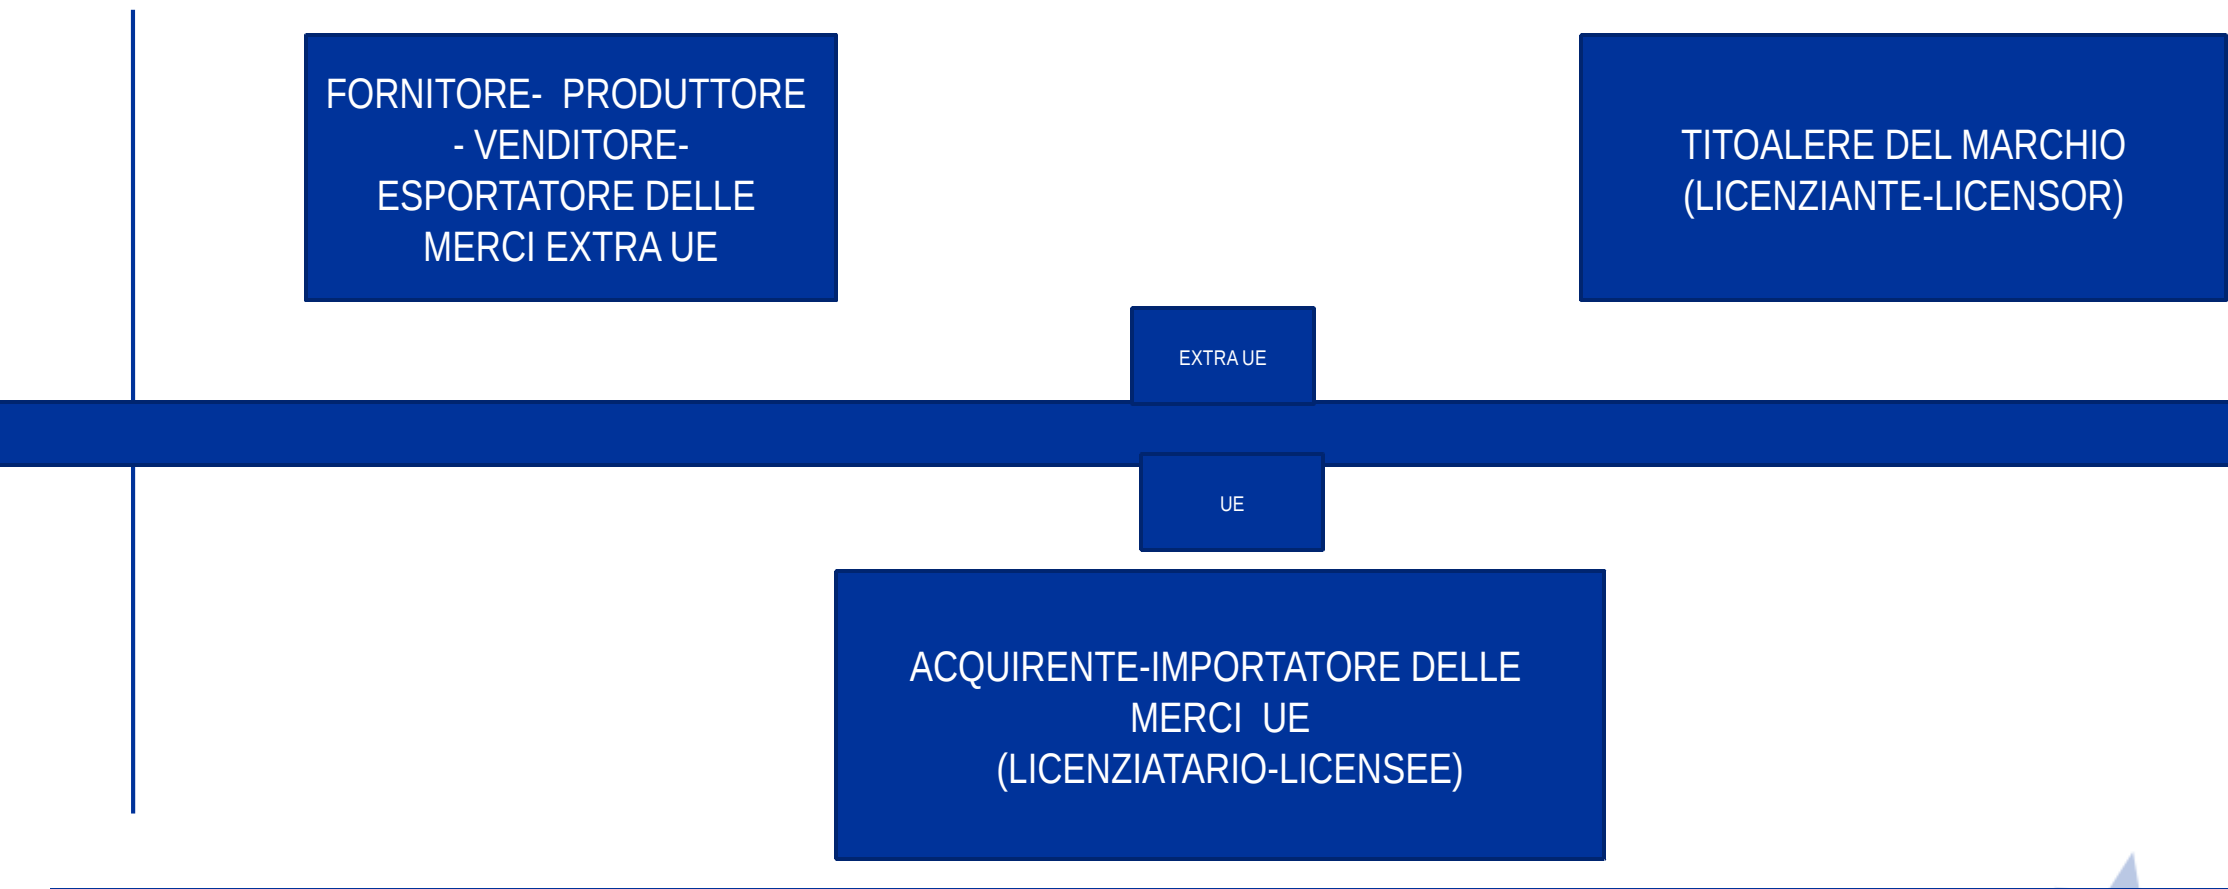 FORNITORE-  PRODUTTORE
- VENDITORE-
ESPORTATORE DELLE
MERCI EXTRA UE
TITOALERE DEL MARCHIO
(LICENZIANTE-LICENSOR)
EXTRA UE
UE
ACQUIRENTE-IMPORTATORE DELLE
MERCI  UE
(LICENZIATARIO-LICENSEE)